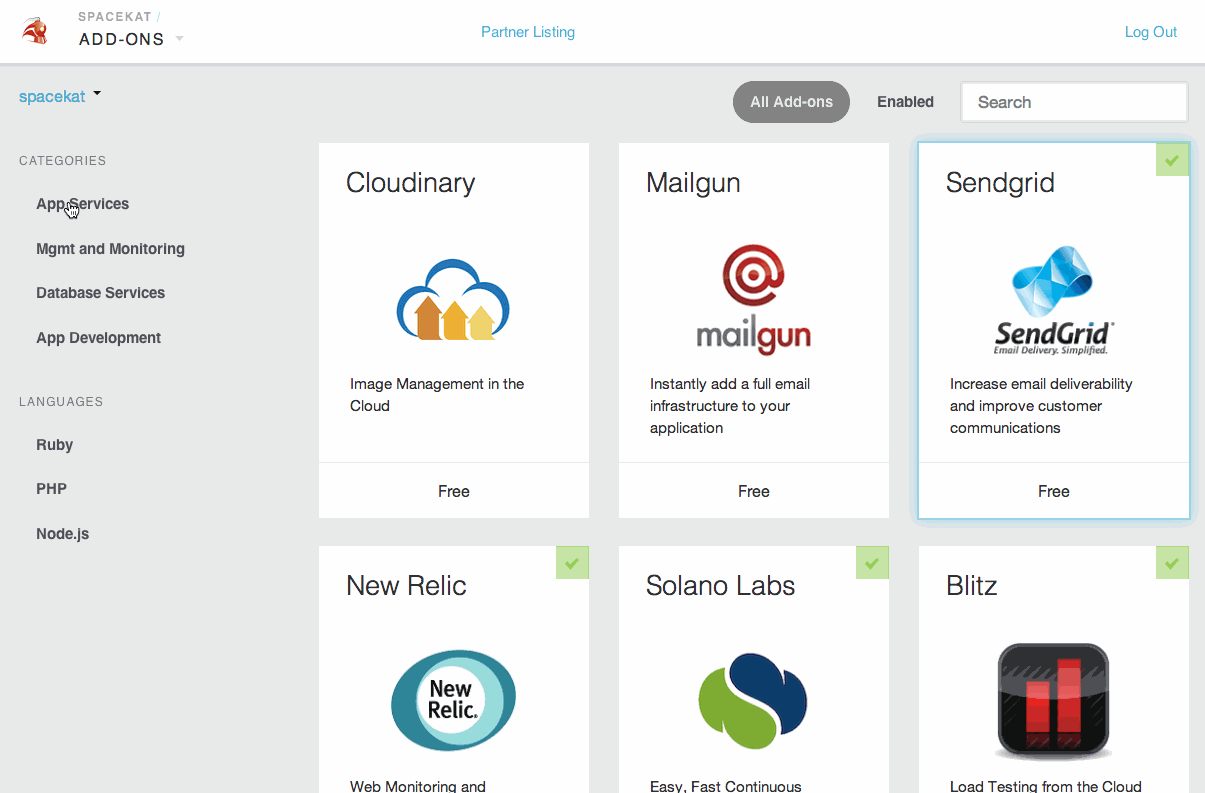 SPACEKAT /
ADD-ONS
Partner Listing
Log Out
spacekat
All Add-ons
Enabled
Search
CATEGORIES
App Services
Mgmt and Monitoring
Database Services
App Development
LANGUAGES
Ruby
PHP
Node.js
Cloudinary
Image Management in the
Cloud
Free
Mailgun
mailgun
Instantly add a full email
infrastructure to your
application
Free
Sendgrid
SendGrid
Email Delivery. Simplified.
Increase email deliverability
and improve customer
communications
Free
New Relic
New
Relic.
Web Monitoring and
Solano Labs
Easy, Fast Continuous
Blitz
Load Testing from the Cloud